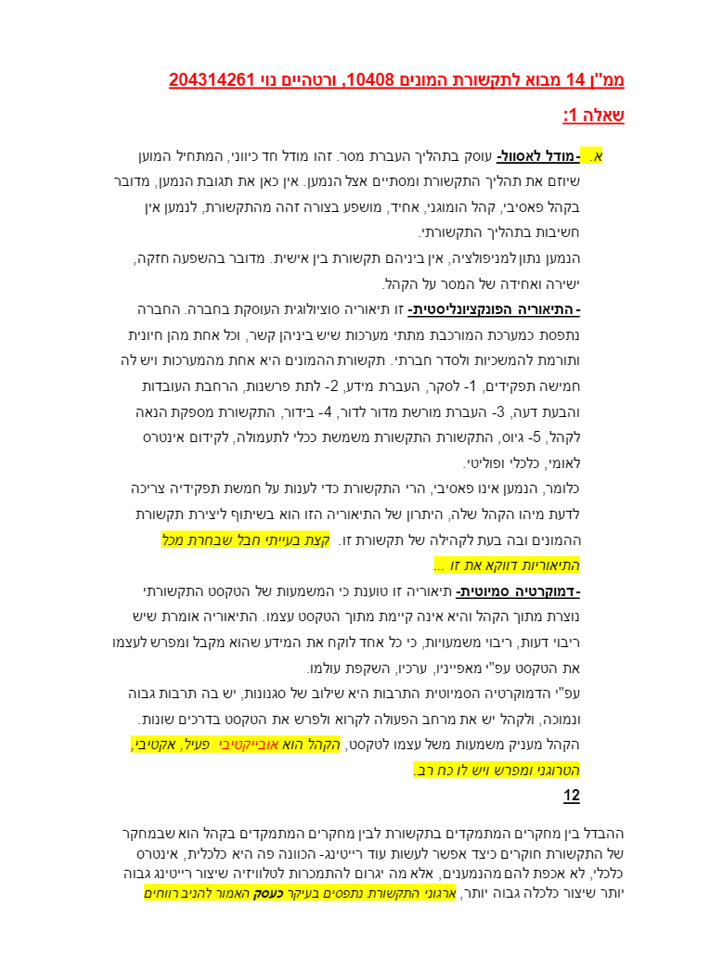 ממ"ן 14 מבוא לתקשורת המונים 10408, ורטהיים נוי 204314261
שאלה 1:
א. -מודל לאסוול- עוסק בתהליך העברת מסר. זהו מודל חד כיווני, המתחיל המוען
שיוזם את תהליך התקשורת ומסתיים אצל הנמען. אין כאן את תגובת הנמען, מדובר
בקהל פאסיבי, קהל הומוגני, אחיד, מושפע בצורה זהה מהתקשורת, לנמען אין
חשיבות בתהליך התקשורתי.
הנמען נתון למניפולציה, אין ביניהם תקשורת בין אישית. מדובר בהשפעה חזקה,
ישירה ואחידה של המסר על הקהל.
-התיאוריה הפונקציונליסטית- זו תיאוריה סוציולוגית העוסקת בחברה. החברה
נתפסת כמערכת המורכבת מתתי מערכות שיש ביניהן קשר, וכל אחת מהן חיונית
ותורמת להמשכיות ולסדר חברתי. תקשורת ההמונים היא אחת מהמערכות ויש לה
חמישה תפקידים, 1- לסקר, העברת מידע, 2- לתת פרשנות, הרחבת העובדות
והבעת דעה, 3- העברת מורשת מדור לדור, 4- בידור, התקשורת מספקת הנאה
לקהל, 5- גיוס, התקשורת התקשורת משמשת ככלי לתעמולה, לקידום אינטרס
לאומי, כלכלי ופוליטי.
כלומר, הנמען אינו פאסיבי, הרי התקשורת כדי לענות על חמשת תפקידיה צריכה
לדעת מיהו הקהל שלה, היתרון של התיאוריה הזו הוא בשיתוף ליצירת תקשורת
ההמונים ובה בעת לקהילה של תקשורת זו. קצת בעייתי חבל שבחרת מכל
התיאוריות דווקא את זו ...
-דמוקרטיה סמיוטית- תיאוריה זו טוענת כי המשמעות של הטקסט התקשורתי
נוצרת מתוך הקהל והיא אינה קיימת מתוך הטקסט עצמו. התיאוריה אומרת שיש
ריבוי דעות, ריבוי משמעויות, כי כל אחד לוקח את המידע שהוא מקבל ומפרש לעצמו
את הטקסט עפ"י מאפייניו, ערכיו, השקפת עולמו.
עפ"י הדמוקרטיה הסמיוטית התרבות היא שילוב של סגנונות, יש בה תרבות גבוה
ונמוכה, ולקהל יש את מרחב הפעולה לקרוא ולפרש את הטקסט בדרכים שונות.
הקהל מעניק משמעות משל עצמו לטקסט, הקהל הוא אובייקטיבי פעיל, אקטיבי,
הטרוגני ומפרש ויש לו כח רב.
12
ההבדל בין מחקרים המתמקדים בתקשורת לבין מחקרים המתמקדים בקהל הוא שבמחקר
של התקשורת חוקרים כיצד אפשר לעשות עוד רייטינג- הכוונה פה היא כלכלית, אינטרס
כלכלי, לא אכפת להם מהנמענים, אלא מה יגרום להתמכרות לטלוויזיה שיצור רייטינג גבוה
יותר שיצור כלכלה גבוה יותר, ארגוני התקשורת נתפסים בעיקר כעסק האמור להניב רווחים